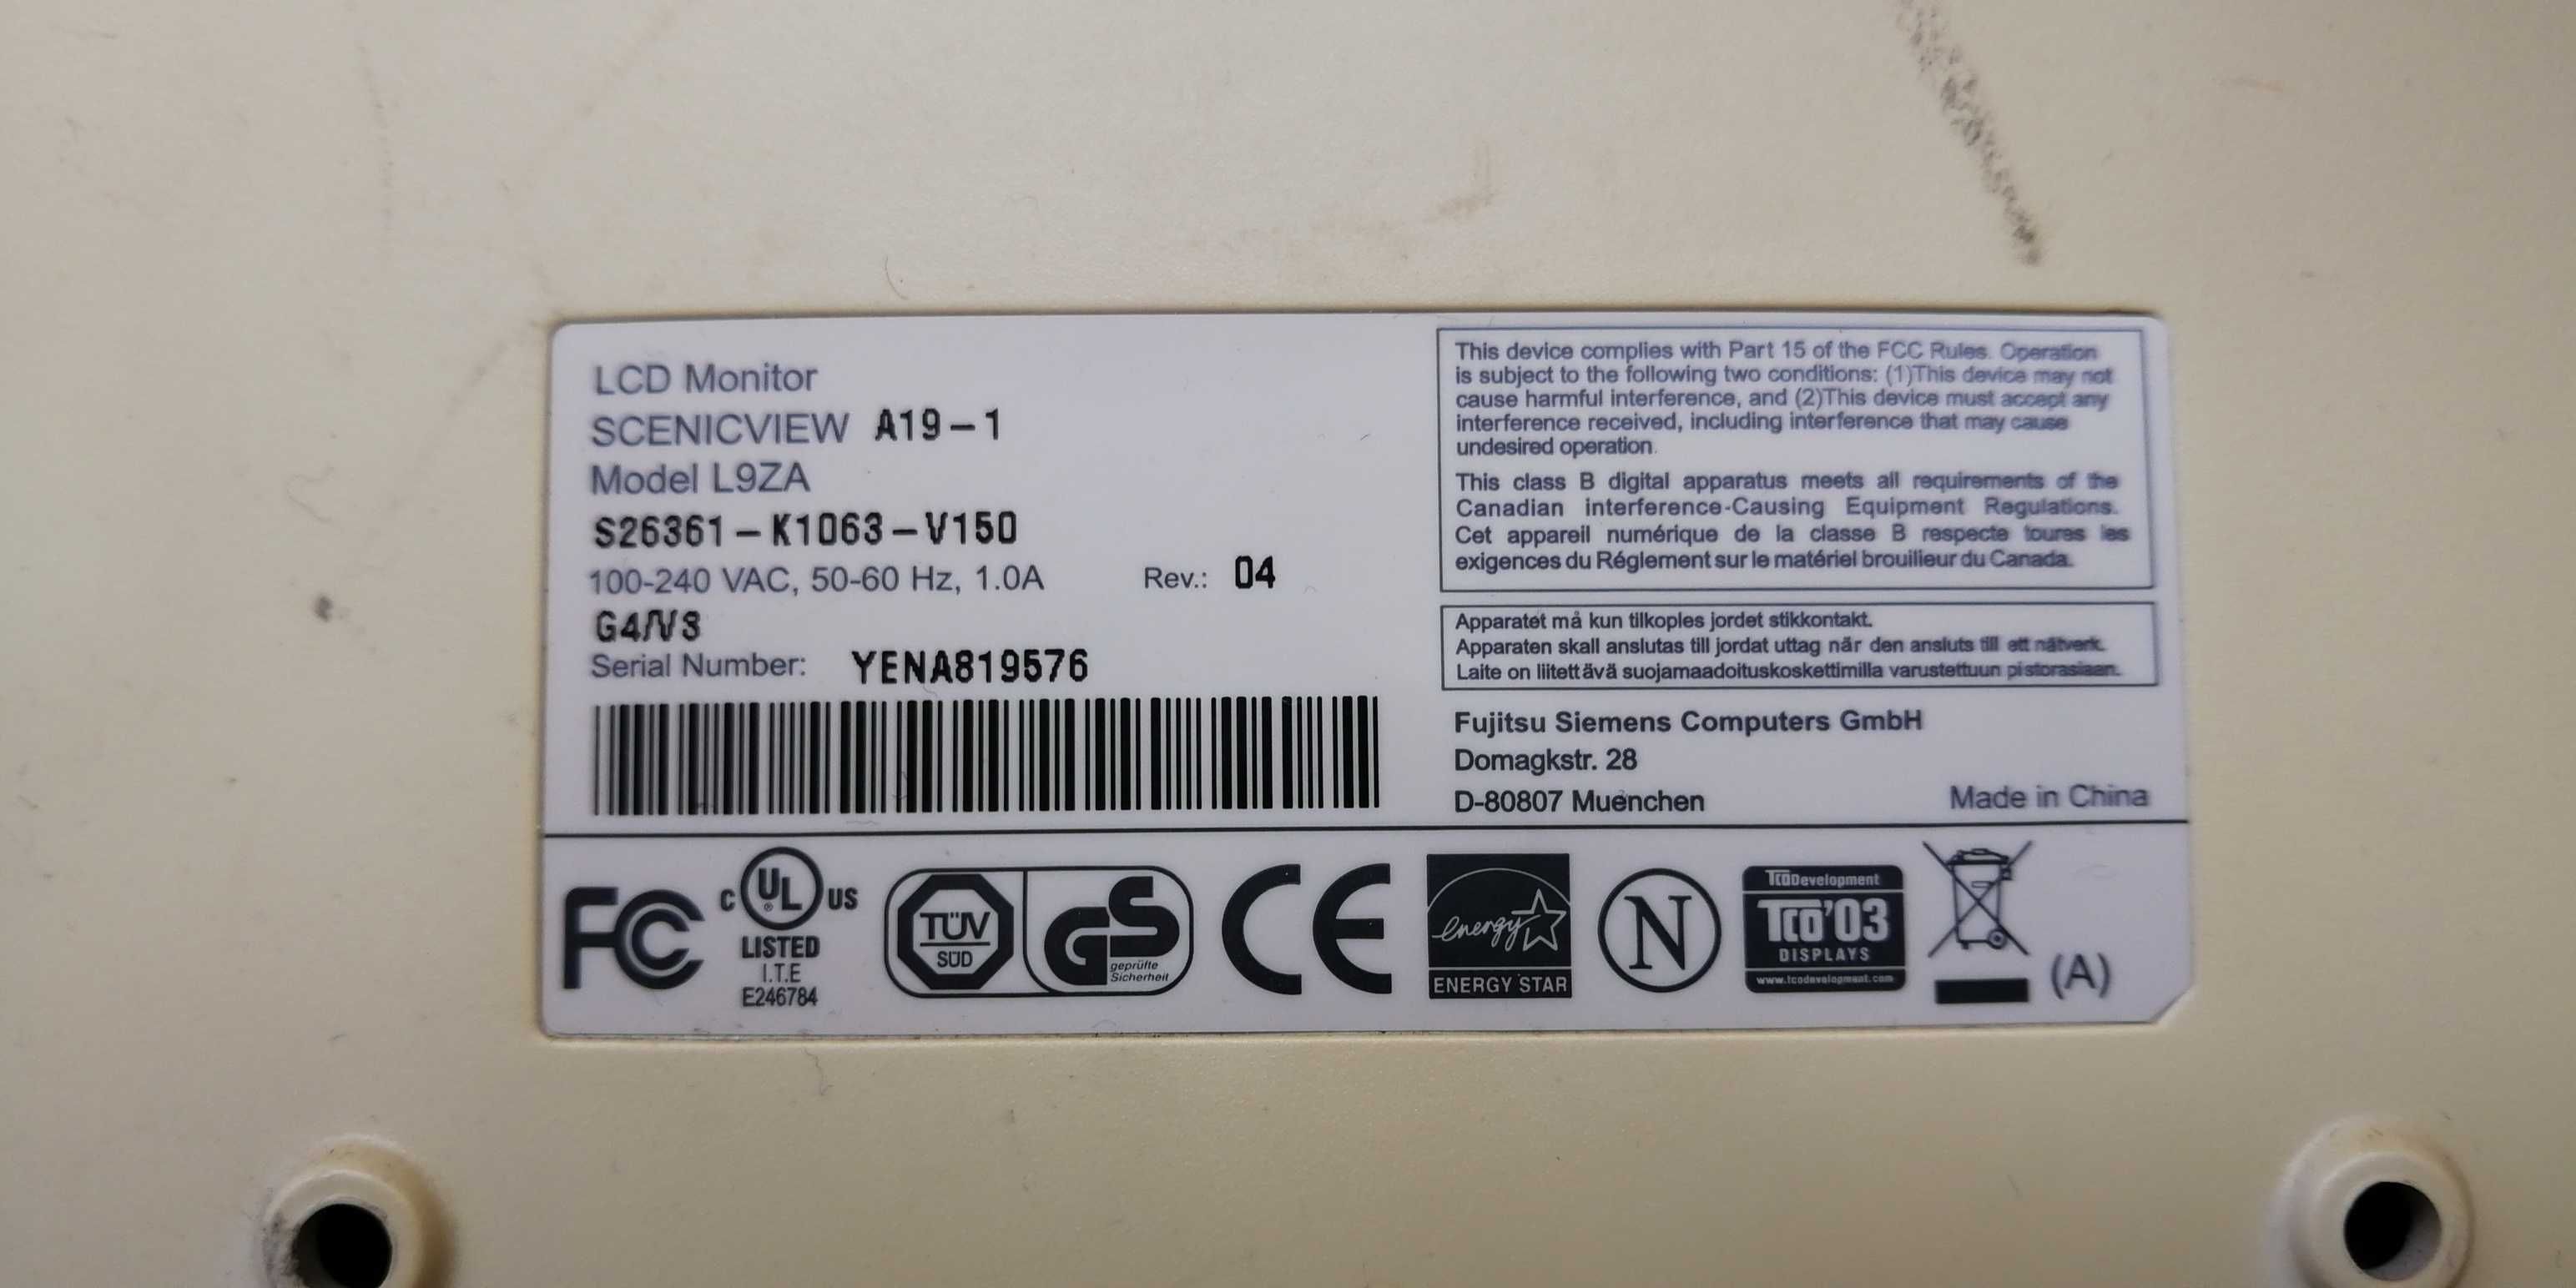 LCD Monitor
SCENICVIEW A19-1
Model L9ZA
S26361-K1063-V150
100-240 VAC, 50-60 Hz, 1.0A Rev.: 04
G4/V3
Serial Number: YENA819576
This device complies with Part 15 of the FCC Rules. Operation
is subject to the following two conditions: (1)This device may not
cause harmful interference, and (2)This device must accept any
interference received, including interference that may cause
undesired operation.
This class B digital apparatus meets all requirements of the
Canadian interference-Causing Equipment Regulations.
Cet appareil numérique de la classe B respecte toures les
exigences du Réglement sur le matériel brouilleur du Canada.
Apparatet må kun tilkoples jordet stikkontakt.
Apparaten skall anslutas till jordat uttag när den ansluts till ett nätverk.
Laite on liitettävä suojamaadoituskoskettimilla varustettuun pistorasiaan.
Fujitsu Siemens Computers GmbH
Domagkstr. 28
D-80807 Muenchen
Made in China
FC
C UL US
LISTED
I.T.E
E246784
TÜV
SÜD
GS
geprüfte
Sicherheit
CE
energy
ENERGY STAR
N
TCODevelopment
TCO'03
DISPLAYS
www.tcodevelopment.com
(A)